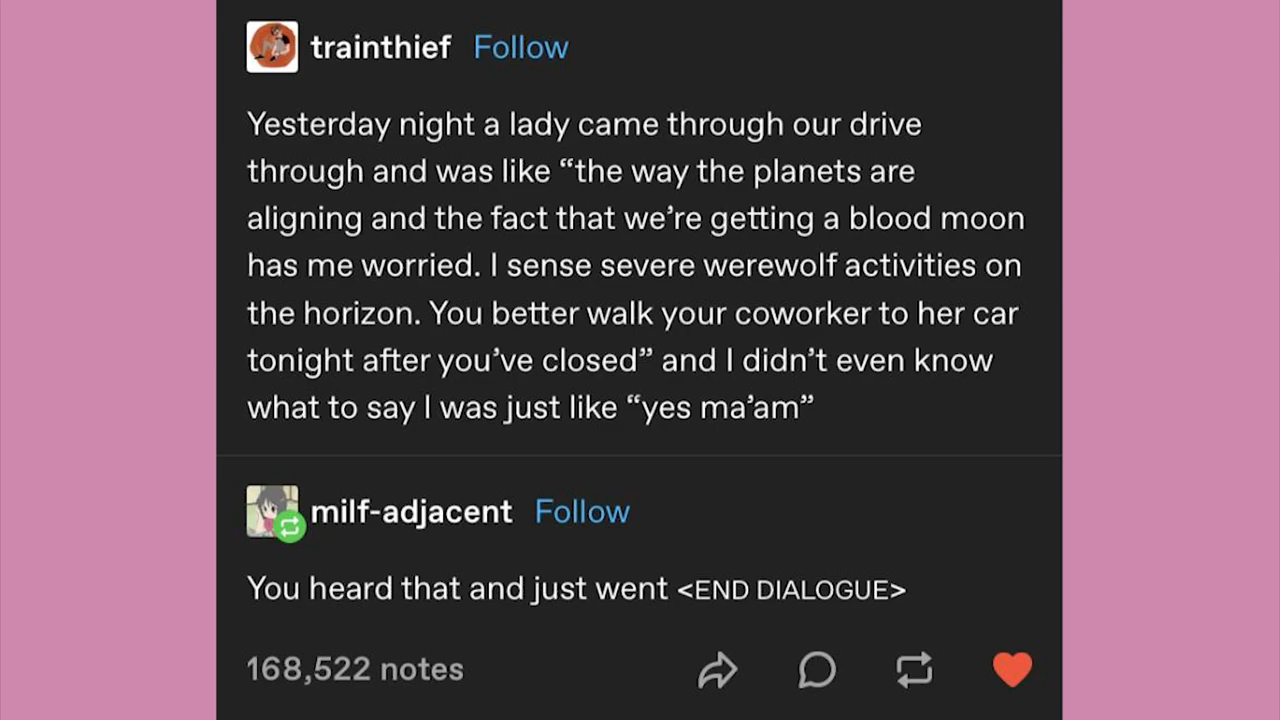 trainthief Follow
Yesterday night a lady came through our drive
through and was like “the way the planets are
aligning and the fact that we’re getting a blood moon
has me worried. I sense severe werewolf activities on
the horizon. You better walk your coworker to her car
tonight after you’ve closed” and I didn’t even know
what to say I was just like “yes ma’am”
milf-adjacent Follow
You heard that and just went <END DIALOGUE>
168,522 notes